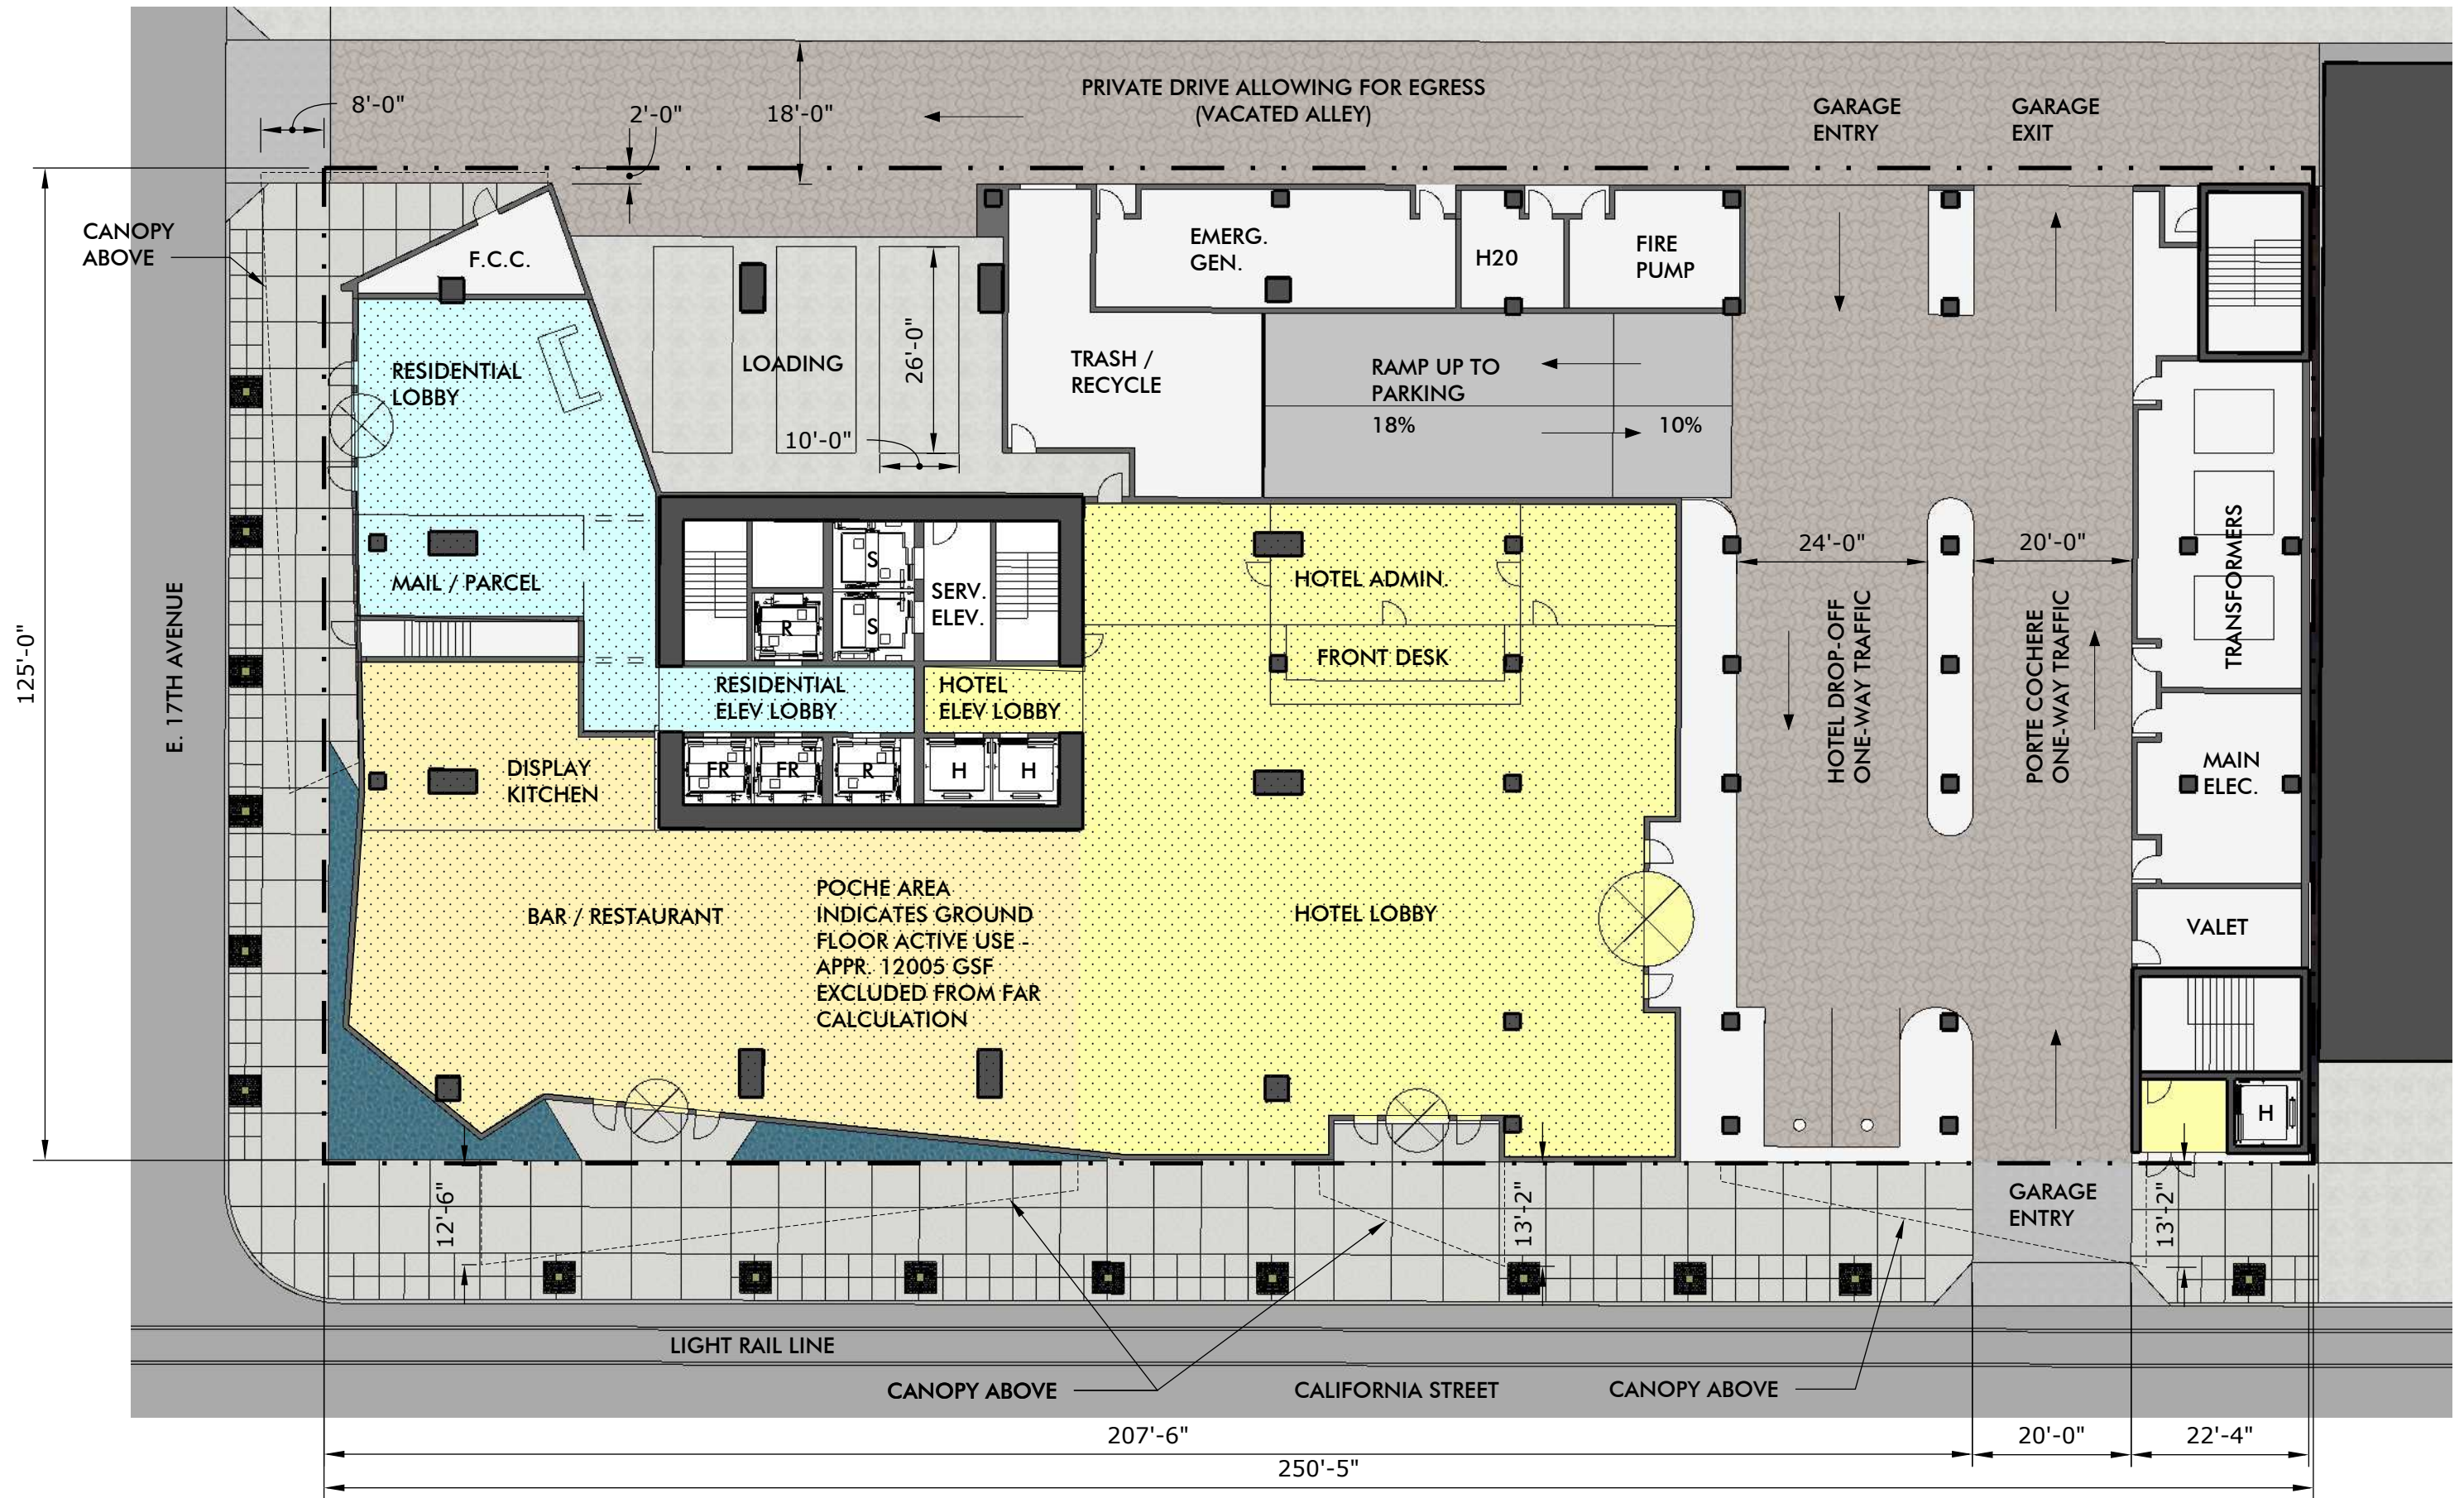 PRIVATE DRIVE ALLOWING FOR EGRESS
(VACATED ALLEY)
8'-0"
2'-0"
18'-0"
GARAGE
ENTRY
GARAGE
EXIT
CANOPY
ABOVE
F.C.C.
EMERG.
GEN.
H20
FIRE
PUMP
RESIDENTIAL
LOBBY
LOADING
26'-0"
10'-0"
TRASH /
RECYCLE
RAMP UP TO
PARKING
18%
10%
MAIL / PARCEL
S
S
R
SERV.
ELEV.
HOTEL ADMIN.
FRONT DESK
24'-0"
20'-0"
HOTEL DROP-OFF
ONE-WAY TRAFFIC
PORTE COCHERE
ONE-WAY TRAFFIC
TRANSFORMERS
125'-0"
E. 17TH AVENUE
RESIDENTIAL
ELEV LOBBY
HOTEL
ELEV LOBBY
DISPLAY
KITCHEN
FR
FR
R
H
H
MAIN
ELEC.
BAR / RESTAURANT
POCHE AREA
INDICATES GROUND
FLOOR ACTIVE USE -
APPR. 12005 GSF
EXCLUDED FROM FAR
CALCULATION
HOTEL LOBBY
VALET
H
12'-6"
13'-2"
GARAGE
ENTRY
13'-2"
LIGHT RAIL LINE
CANOPY ABOVE
CALIFORNIA STREET
CANOPY ABOVE
207'-6"
20'-0"
22'-4"
250'-5"